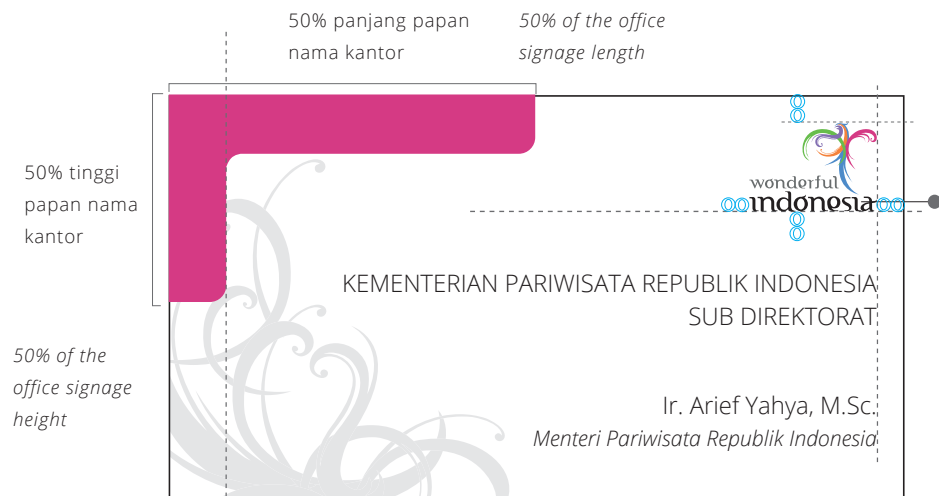 50% panjang papan
nama kantor
50% of the office
signage length
50% tinggi
papan nama
kantor
50% of the
office signage
height
wonderful
indonesia
KEMENTERIAN PARIWISATA REPUBLIK INDONESIA
SUB DIREKTORAT
Ir. Arief Yahya, M.Sc.
Menteri Pariwisata Republik Indonesia